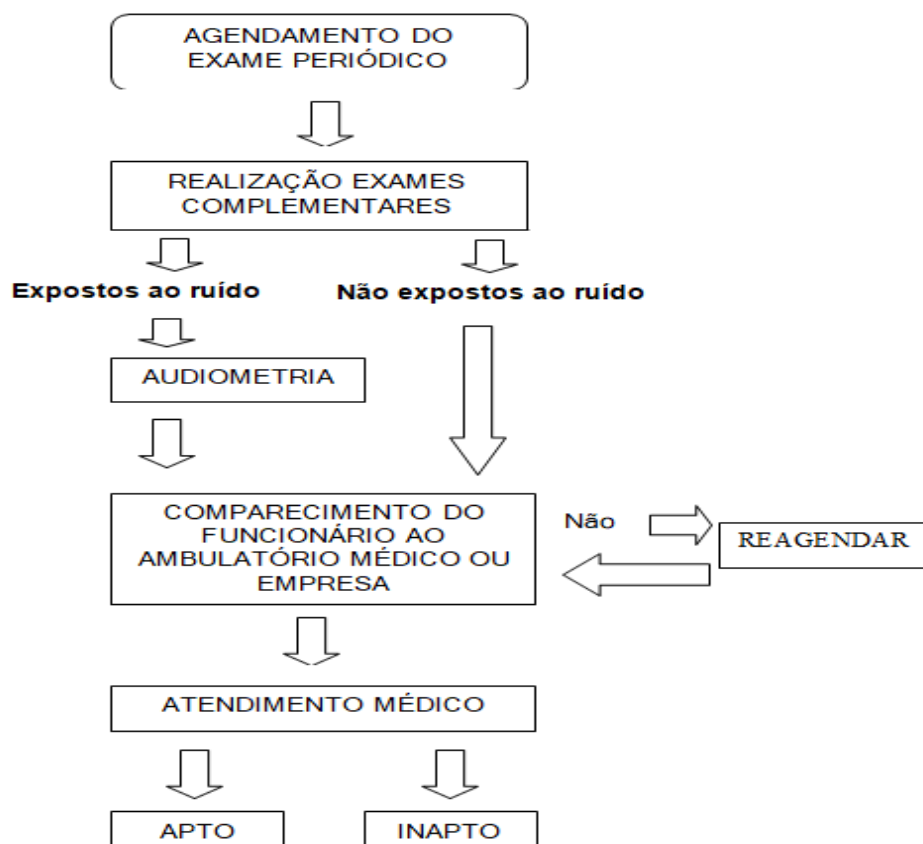 AGENDAMENTO DO
EXAME PERIÓDICO
REALIZAÇÃO EXAMES
COMPLEMENTARES
Expostos ao ruído
Não expostos ao ruído
AUDIOMETRIA
COMPARECIMENTO DO
FUNCIONÁRIO AO
AMBULATÓRIO MÉDICO OU
EMPRESA
Não
REAGENDAR
ATENDIMENTO MÉDICO
APTO
INAPTO